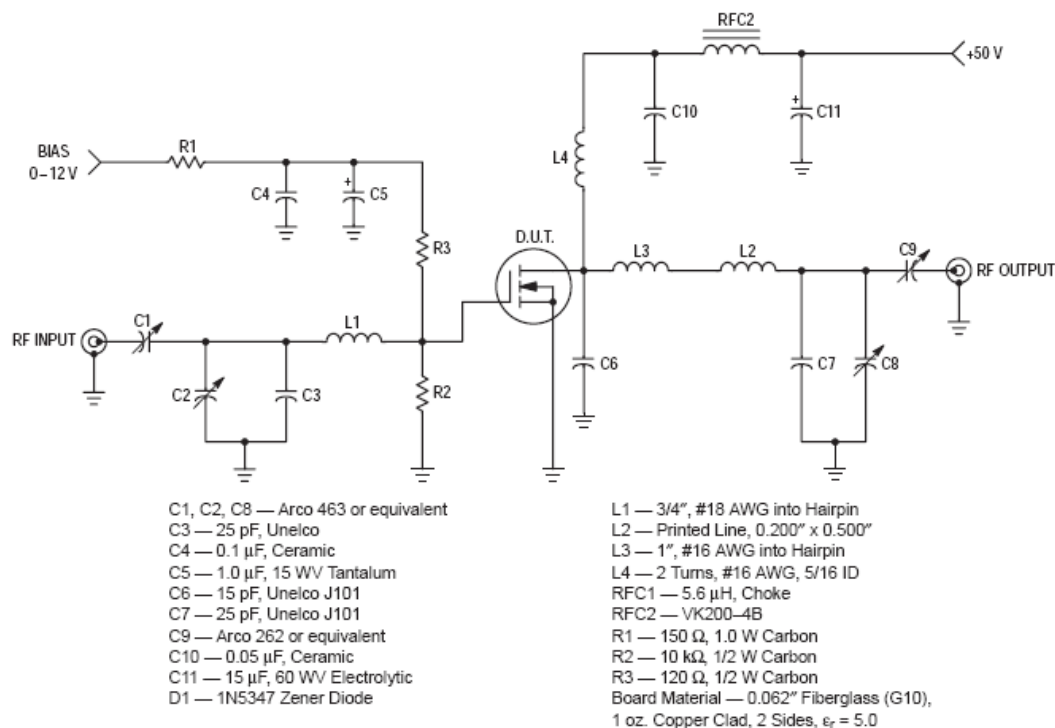 RFC2
+50 V
C10
C11
L4
BIAS
0–12 V
R1
C4
+
C5
+
R3
D.U.T.
L3
L2
C9
RF OUTPUT
RF INPUT
C1
L1
C2
C3
R2
C6
C7
C8
C1, C2, C8 — Arco 463 or equivalent
C3 — 25 pF, Unelco
C4 — 0.1 μF, Ceramic
C5 — 1.0 μF, 15 WV Tantalum
C6 — 15 pF, Unelco J101
C7 — 25 pF, Unelco J101
C9 — Arco 262 or equivalent
C10 — 0.05 μF, Ceramic
C11 — 15 μF, 60 WV Electrolytic
D1 — 1N5347 Zener Diode
L1 — 3/4″, #18 AWG into Hairpin
L2 — Printed Line, 0.200″ x 0.500″
L3 — 1″, #16 AWG into Hairpin
L4 — 2 Turns, #16 AWG, 5/16 ID
RFC1 — 5.6 μH, Choke
RFC2 — VK200–4B
R1 — 150 Ω, 1.0 W Carbon
R2 — 10 kΩ, 1/2 W Carbon
R3 — 120 Ω, 1/2 W Carbon
Board Material — 0.062″ Fiberglass (G10),
1 oz. Copper Clad, 2 Sides, εr = 5.0